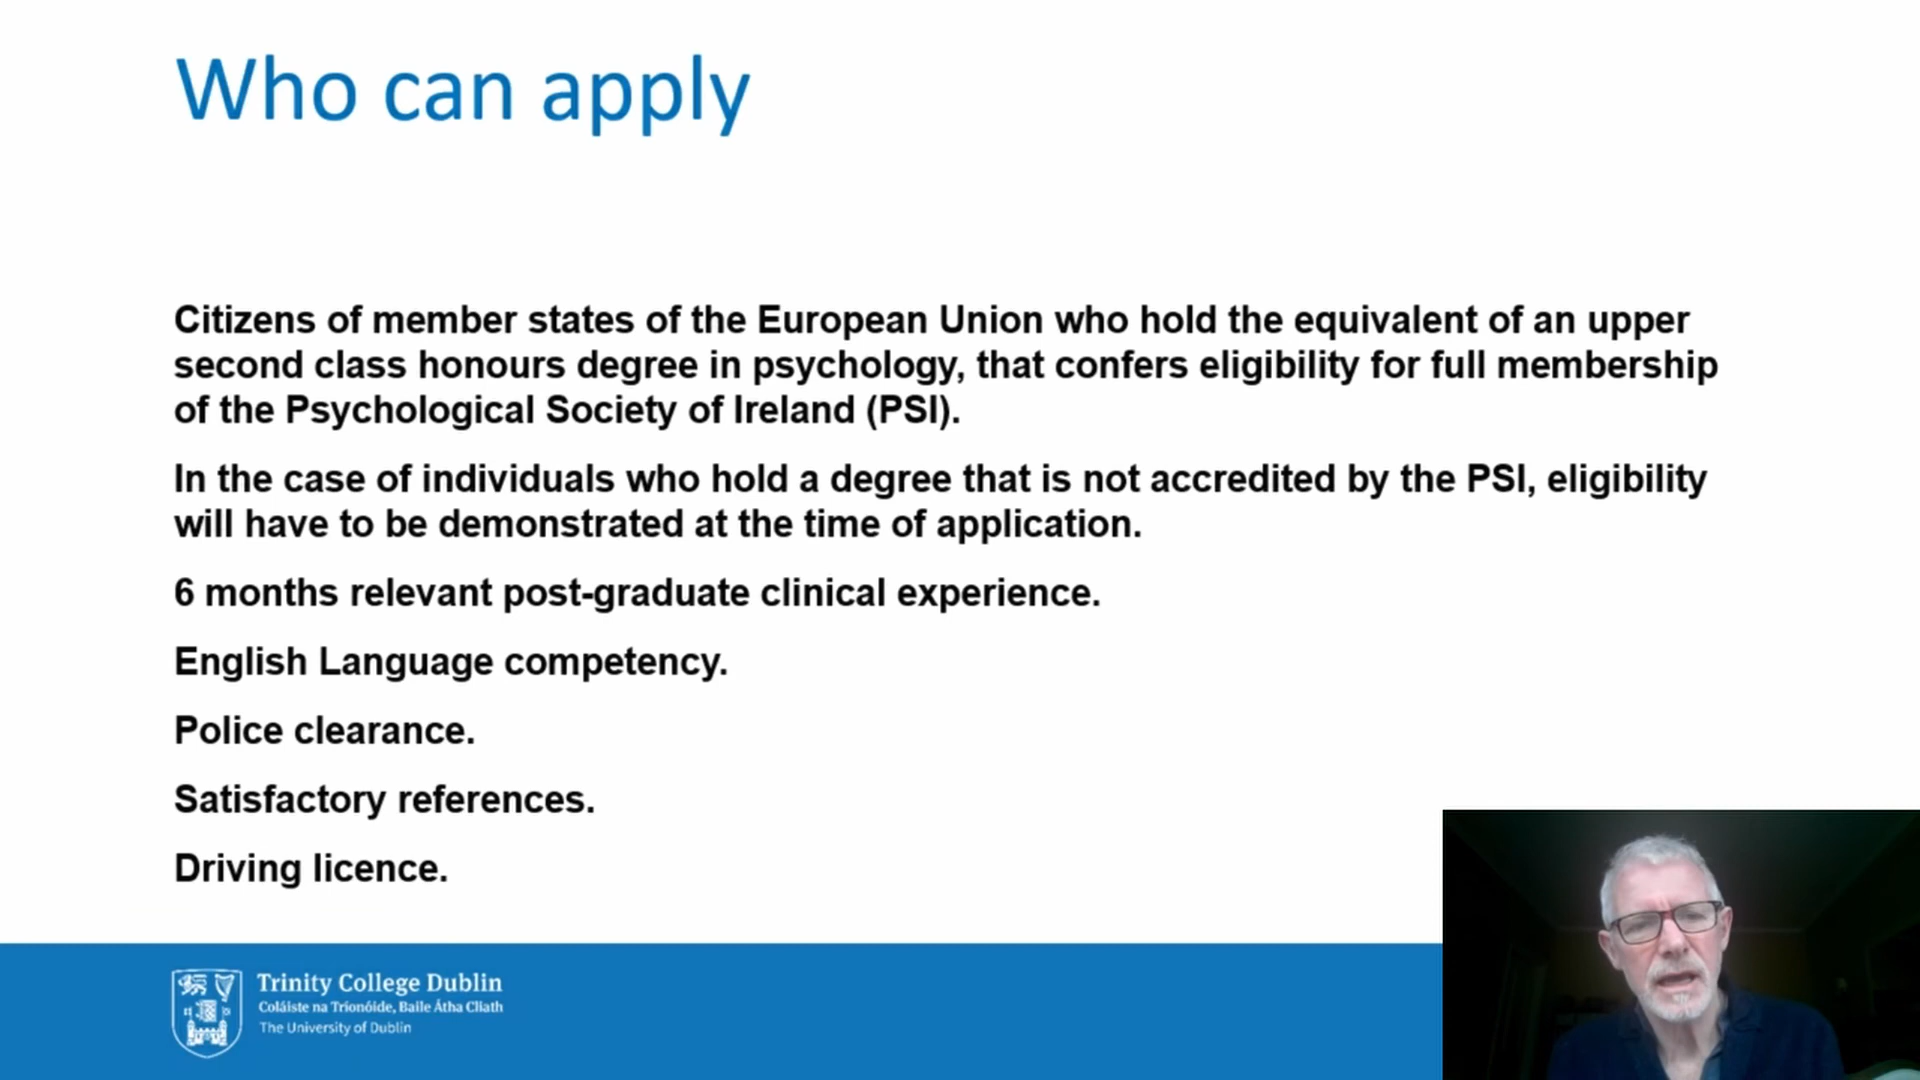 Who can apply
Citizens of member states of the European Union who hold the equivalent of an upper
second class honours degree in psychology, that confers eligibility for full membership
of the Psychological Society of Ireland (PSI).
In the case of individuals who hold a degree that is not accredited by the PSI, eligibility
will have to be demonstrated at the time of application.
6 months relevant post-graduate clinical experience.
English Language competency.
Police clearance.
Satisfactory references.
Driving licence.
Trinity College Dublin
Coláiste na Tríonóide, Baile Átha Cliath
The University of Dublin